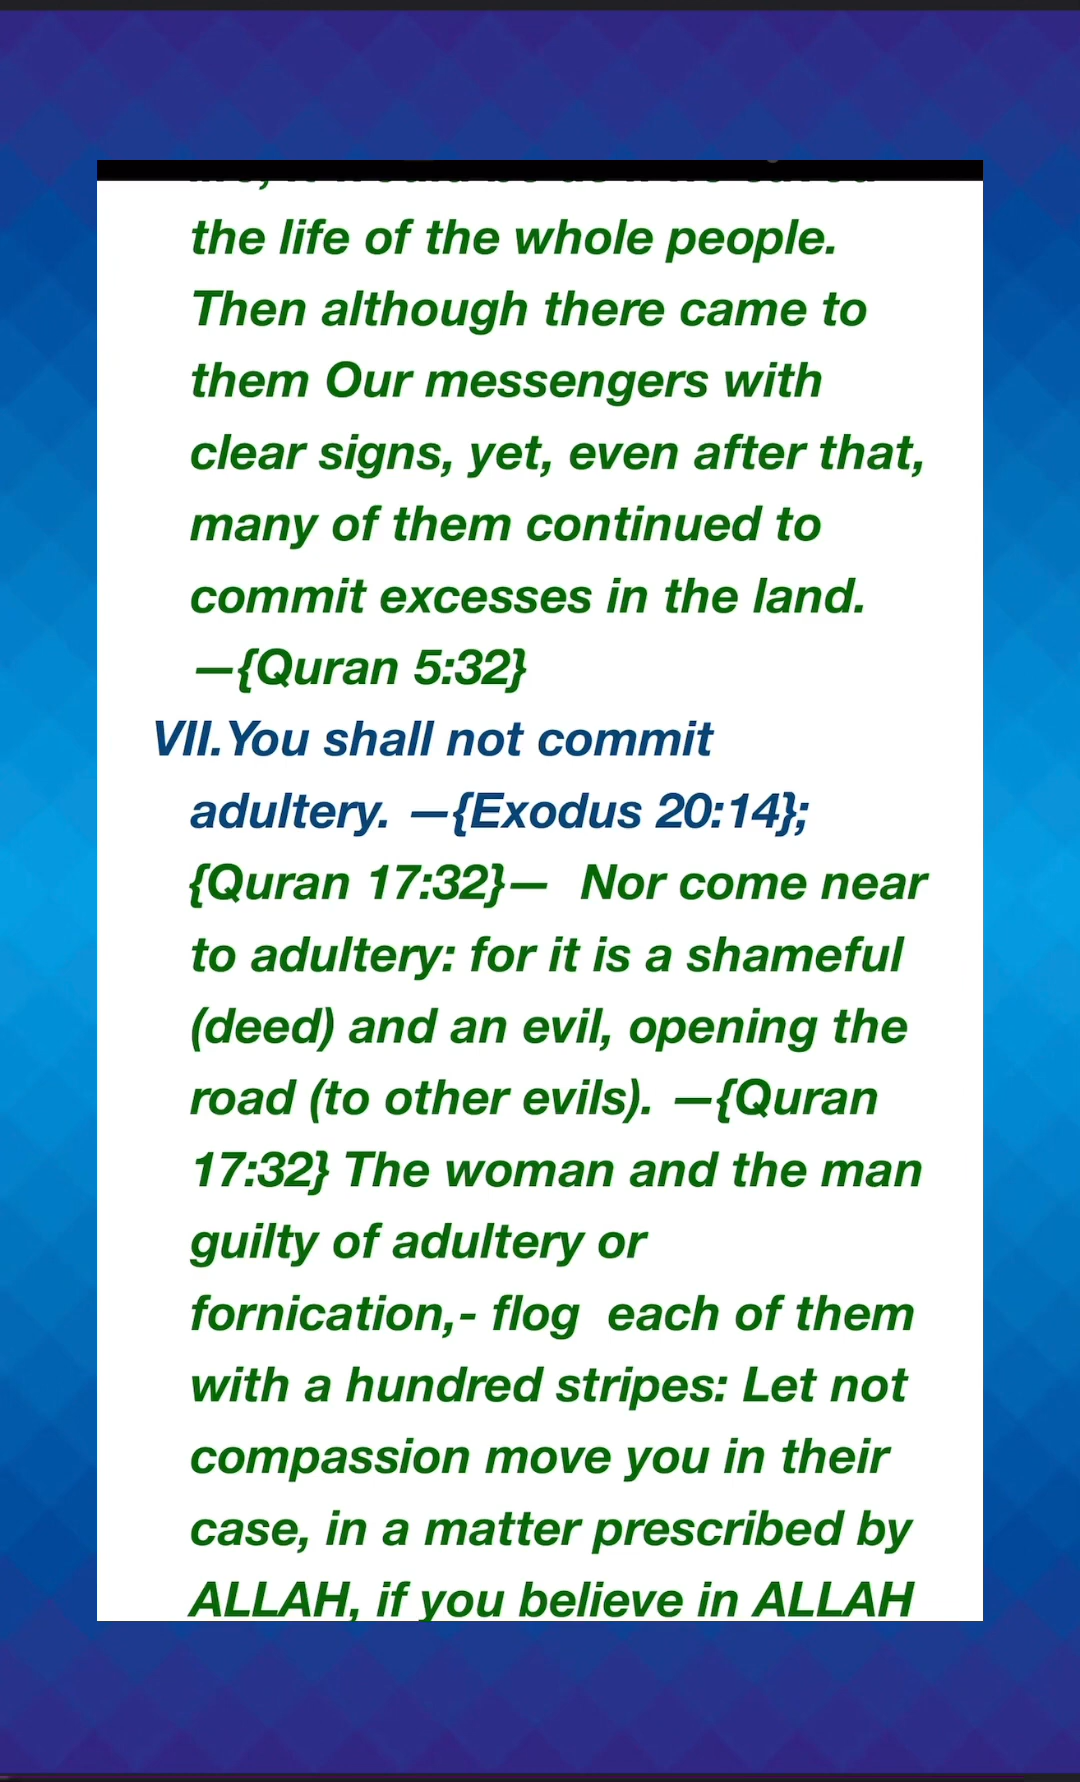 the life of the whole people.
Then although there came to
them Our messengers with
clear signs, yet, even after that,
many of them continued to
commit excesses in the land.
—{Quran 5:32}
VII. You shall not commit
adultery. —{Exodus 20:14};
{Quran 17:32}— Nor come near
to adultery: for it is a shameful
(deed) and an evil, opening the
road (to other evils). —{Quran
17:32} The woman and the man
guilty of adultery or
fornication,- flog each of them
with a hundred stripes: Let not
compassion move you in their
case, in a matter prescribed by
ALLAH, if you believe in ALLAH